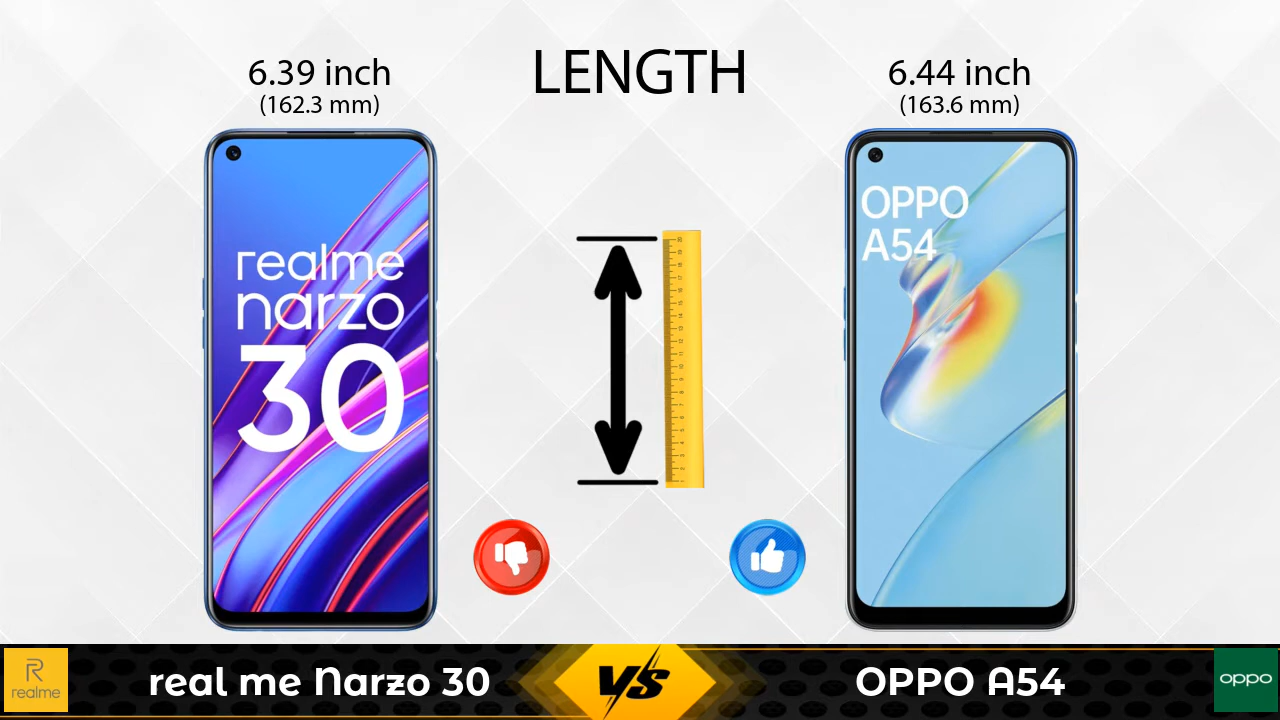 LENGTH
6.39 inch
(162.3 mm)
6.44 inch
(163.6 mm)
realme
narzo
30
OPPO
A54
R
realme
real me Narzo 30
VS
OPPO A54
oppo